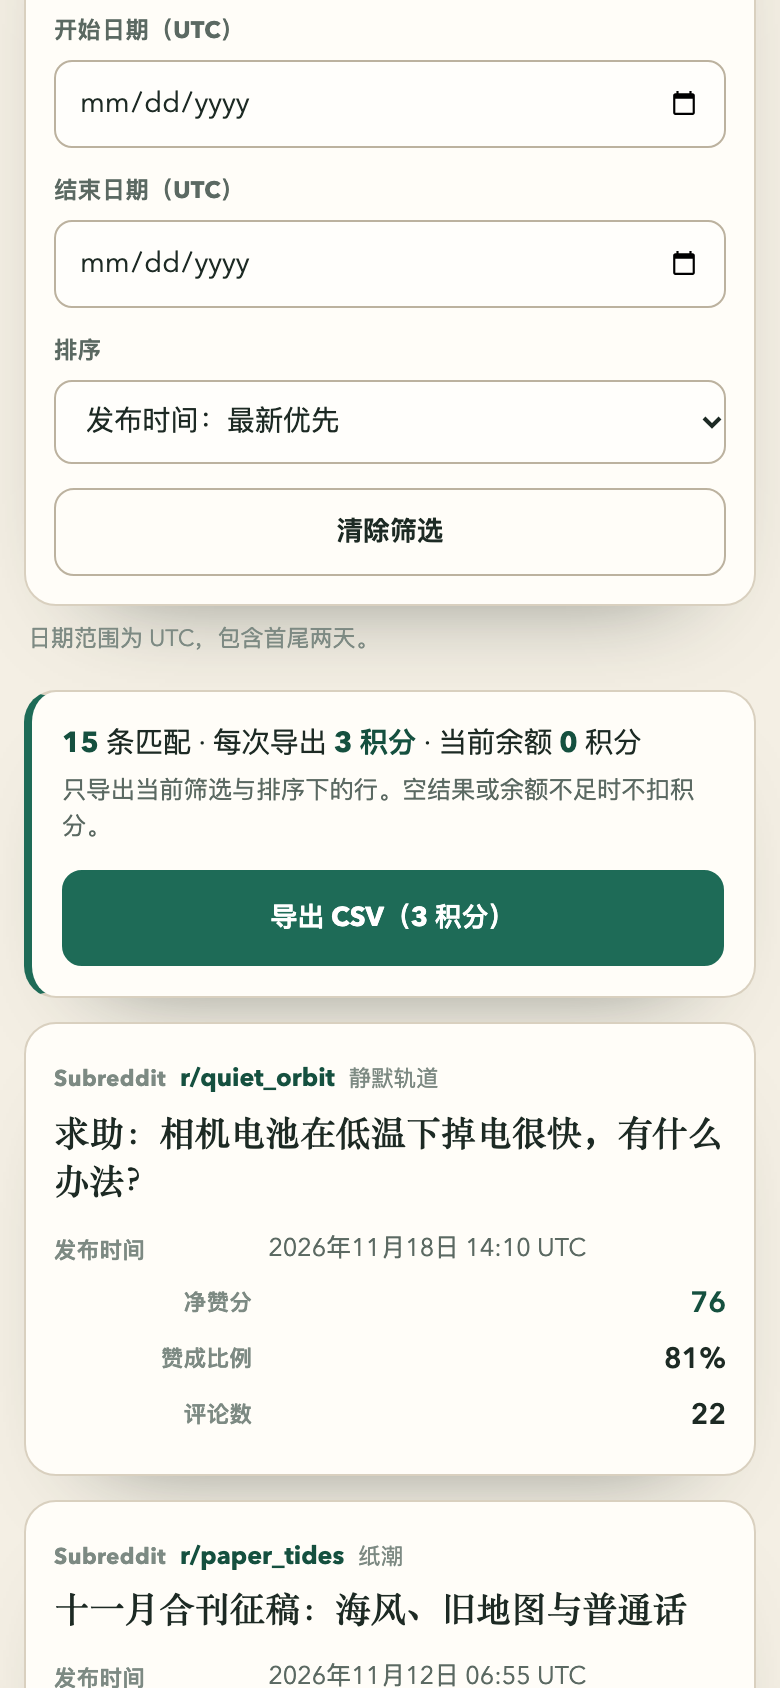 开始日期（UTC）
mm/dd/yyyy
结束日期（UTC）
mm/dd/yyyy
排序
发布时间：最新优先
清除筛选
日期范围为 UTC，包含首尾两天。
15 条匹配 · 每次导出 3 积分 · 当前余额 0 积分
只导出当前筛选与排序下的行。空结果或余额不足时不扣积
分。
导出 CSV（3 积分）
Subreddit r/quiet_orbit 静默轨道
求助：相机电池在低温下掉电很快，有什么
办法?
发布时间 2026年11月18日 14:10 UTC
净赞分 76
赞成比例 81%
评论数 22
Subreddit r/paper_tides 纸潮
十一月合刊征稿：海风、旧地图与普通话
发布时间 2026年11月12日 06:55 UTC